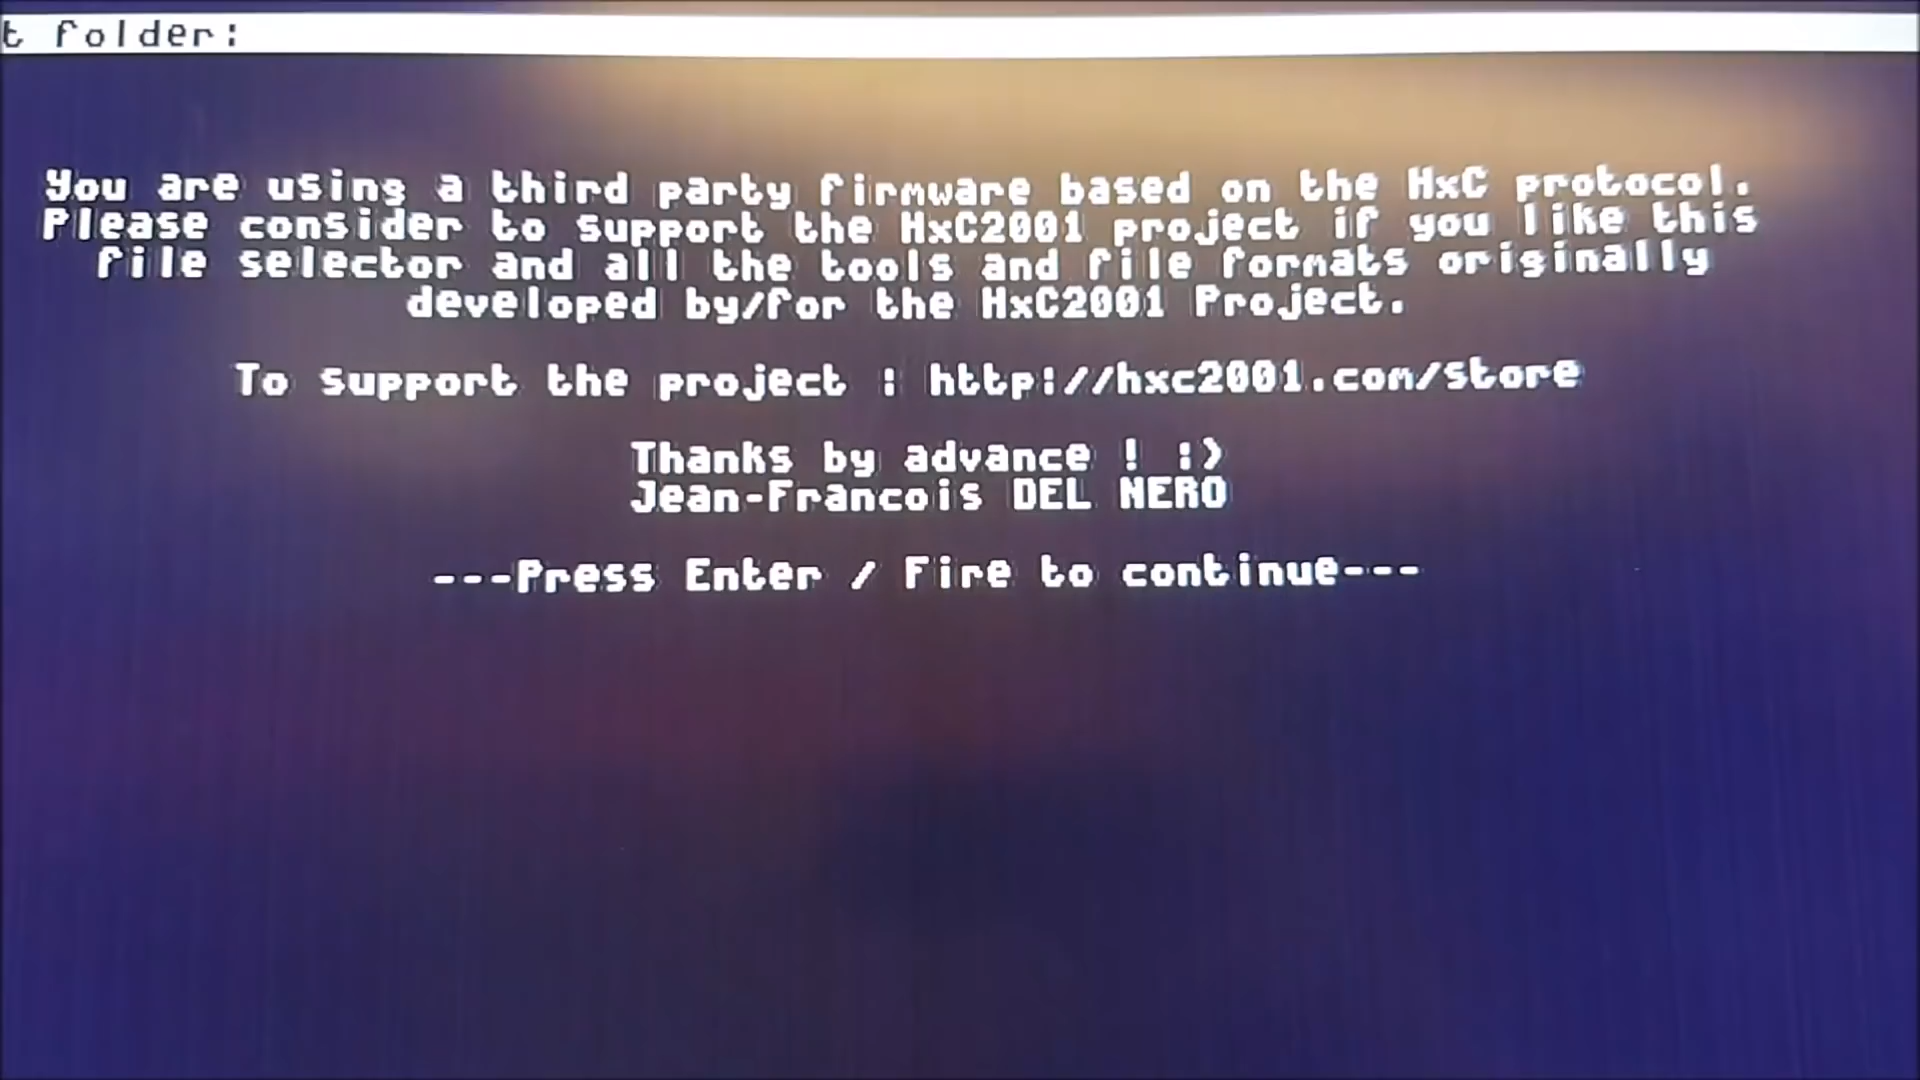 t folder:
You are using a third party firmware based on the HxC protocol.
Please consider to support the HxC2001 project if you like this
file selector and all the tools and file formats originally
developed by/for the HxC2001 Project.
To support the project : http://hxc2001.com/store
Thanks by advance ! :)
Jean-Francois DEL NERO
---Press Enter / Fire to continue---